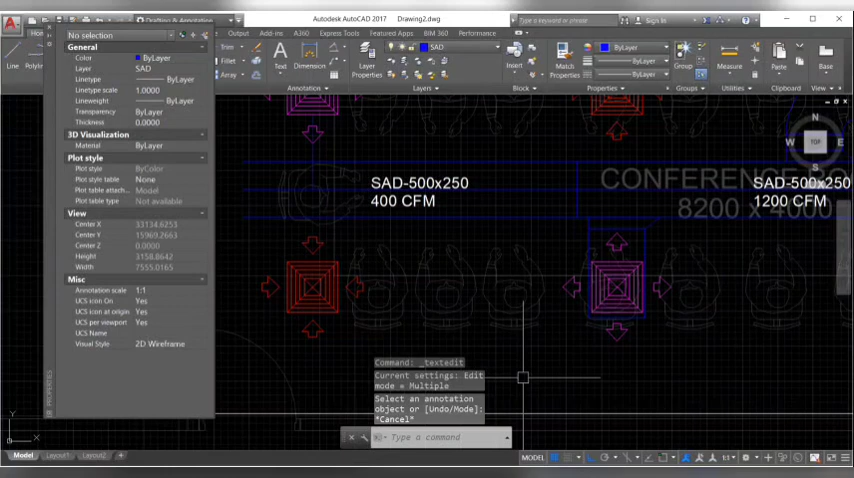 Drafting & Annotation
Autodesk AutoCAD 2017 Drawing2.dwg
Type a keyword or phrase
Sign In
Output Add-ins A360 Express Tools Featured Apps BIM 360 Performance
Line
Trim
Fillet
Array
Text
Dimension
Layer
Properties
SAD
Insert
Match
Properties
ByLayer
ByLayer
ByLayer
Group
Measure
Paste
Base
Annotation
Layers
Block
Properties
Groups
Utilities
Clipboard
View
No selection
General
Color ByLayer
Layer SAD
Linetype ByLayer
Linetype scale 1.0000
Lineweight ByLayer
Transparency ByLayer
Thickness 0.0000
3D Visualization
Material ByLayer
Plot style
Plot style ByColor
Plot style table None
Plot table attach... Model
Plot table type Not available
View
Center X 33134.6253
Center Y 15969.2663
Center Z 0.0000
Height 3158.8642
Width 7555.0165
Misc
Annotation scale 1:1
UCS icon On Yes
UCS icon at origin Yes
UCS per viewport Yes
UCS Name
Visual Style 2D Wireframe
PROPERTIES
N
W TOP E
S
SAD-500x250
400 CFM
CONFERENCE RO
8200 x 4000
SAD-500x250
1200 CFM
Command: _textedit
Current settings: Edit
mode = Multiple
Select an annotation
object or [Undo/Mode]:
*Cancel*
Type a command
Y
X
Model Layout1 Layout2 +
MODEL
1:1